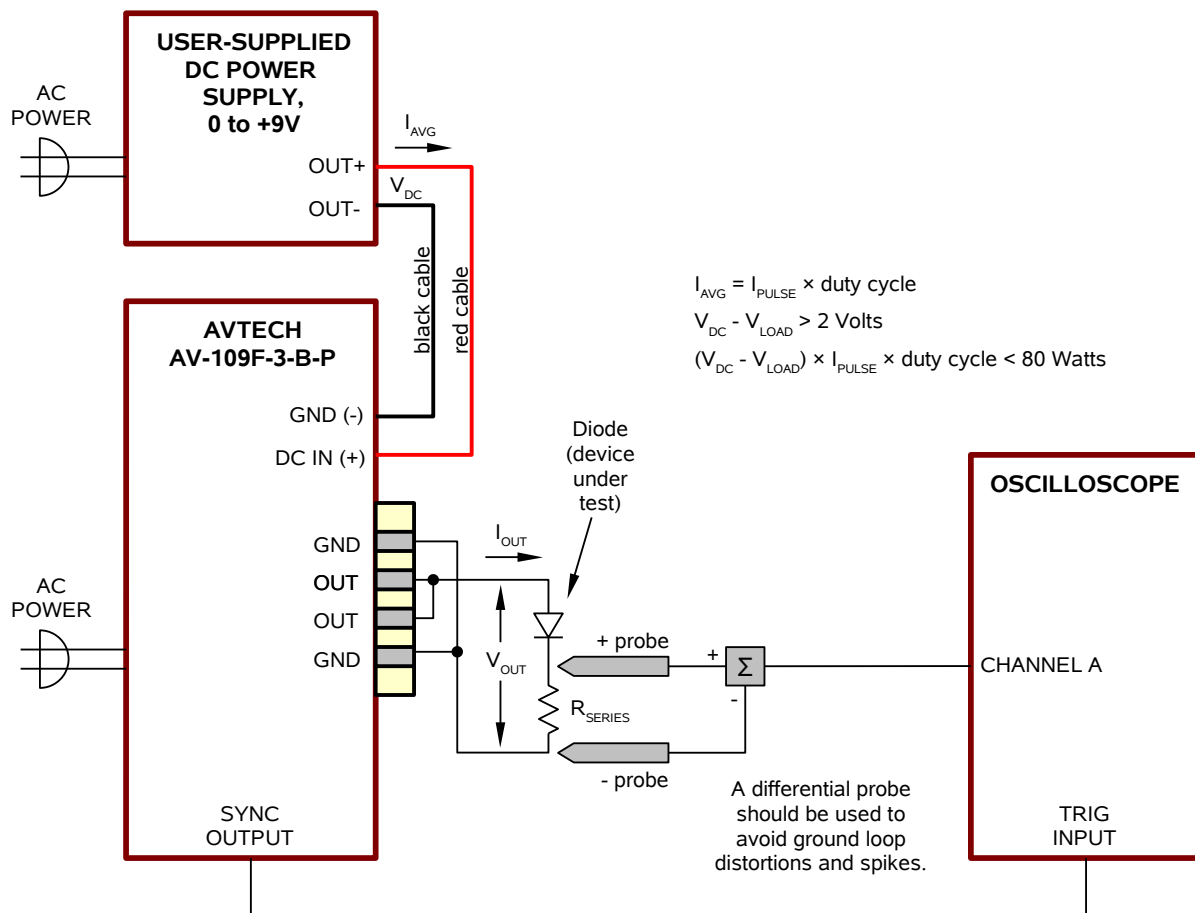 USER-SUPPLIED
DC POWER
SUPPLY,
0 to +9V
AC
POWER
I_AVG
OUT+
V_DC
OUT-
black cable
red cable
I_AVG = I_PULSE × duty cycle
V_DC - V_LOAD > 2 Volts
(V_DC - V_LOAD) × I_PULSE × duty cycle < 80 Watts
AVTECH
AV-109F-3-B-P
GND (-)
DC IN (+)
Diode
(device
under
test)
OSCILLOSCOPE
I_OUT
GND
OUT
OUT
GND
AC
POWER
V_OUT
+ probe
+
Σ
-
CHANNEL A
R_SERIES
- probe
A differential probe
should be used to
avoid ground loop
distortions and spikes.
SYNC
OUTPUT
TRIG
INPUT